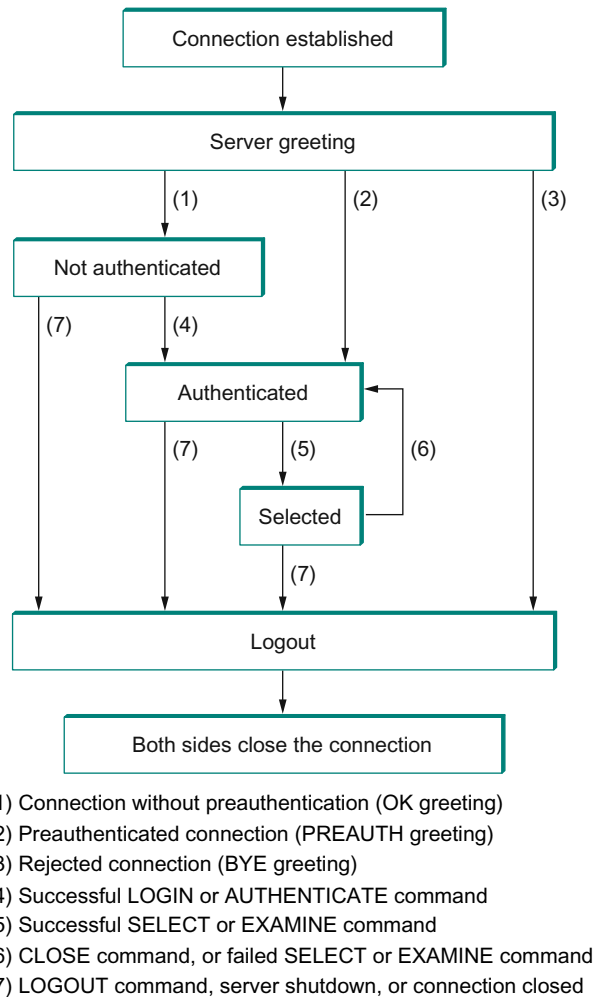 Connection established
Server greeting
(1)
(2)
(3)
Not authenticated
(7)
(4)
Authenticated
(7)
(5)
(6)
Selected
(7)
Logout
Both sides close the connection
1) Connection without preauthentication (OK greeting)
2) Preauthenticated connection (PREAUTH greeting)
3) Rejected connection (BYE greeting)
4) Successful LOGIN or AUTHENTICATE command
5) Successful SELECT or EXAMINE command
6) CLOSE command, or failed SELECT or EXAMINE command
7) LOGOUT command, server shutdown, or connection closed